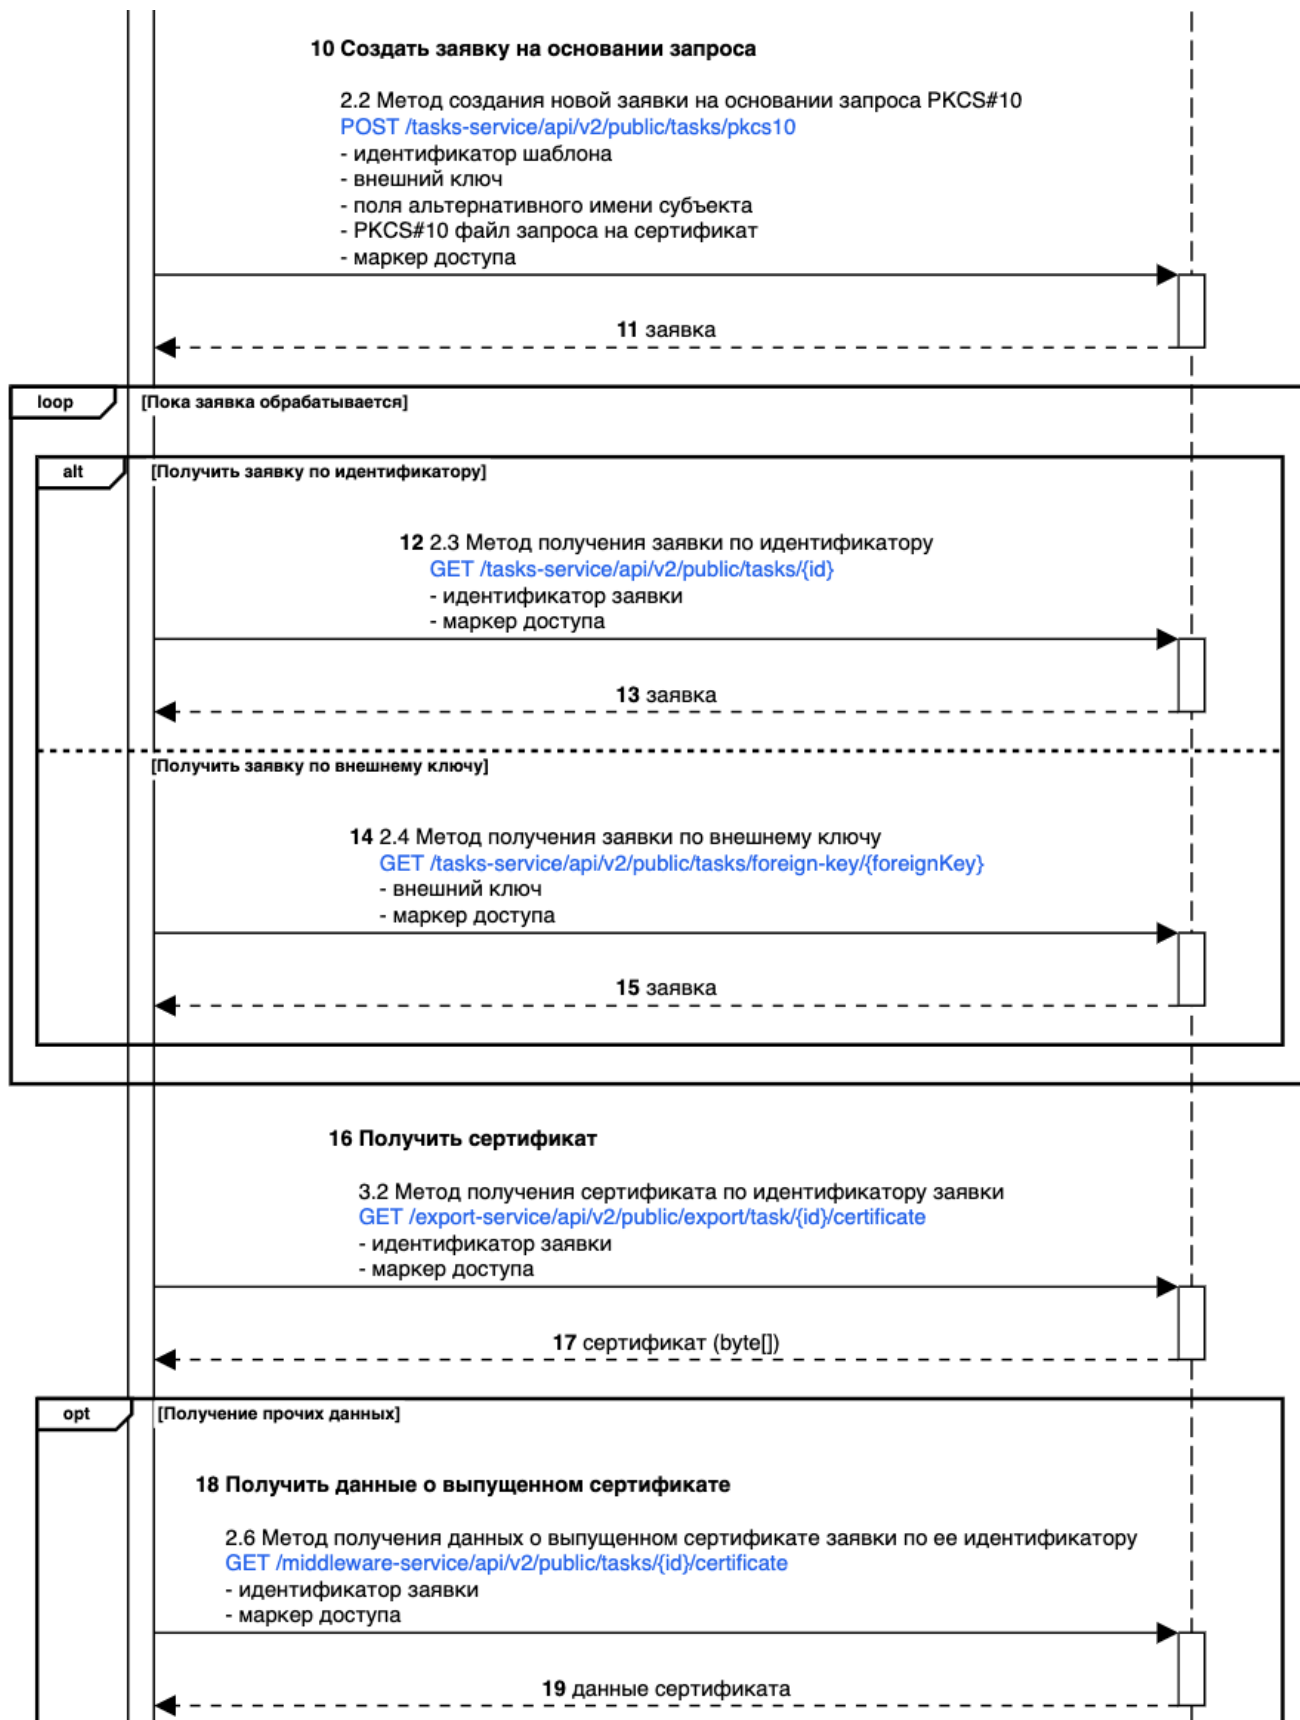 10 Создать заявку на основании запроса
2.2 Метод создания новой заявки на основании запроса PKCS#10
POST /tasks-service/api/v2/public/tasks/pkcs10
- идентификатор шаблона
- внешний ключ
- поля альтернативного имени субъекта
- PKCS#10 файл запроса на сертификат
- маркер доступа
11 заявка
loop [Пока заявка обрабатывается]
alt [Получить заявку по идентификатору]
12 2.3 Метод получения заявки по идентификатору
GET /tasks-service/api/v2/public/tasks/{id}
- идентификатор заявки
- маркер доступа
13 заявка
[Получить заявку по внешнему ключу]
14 2.4 Метод получения заявки по внешнему ключу
GET /tasks-service/api/v2/public/tasks/foreign-key/{foreignKey}
- внешний ключ
- маркер доступа
15 заявка
16 Получить сертификат
3.2 Метод получения сертификата по идентификатору заявки
GET /export-service/api/v2/public/export/task/{id}/certificate
- идентификатор заявки
- маркер доступа
17 сертификат (byte[])
opt [Получение прочих данных]
18 Получить данные о выпущенном сертификате
2.6 Метод получения данных о выпущенном сертификате заявки по ее идентификатору
GET /middleware-service/api/v2/public/tasks/{id}/certificate
- идентификатор заявки
- маркер доступа
19 данные сертификата